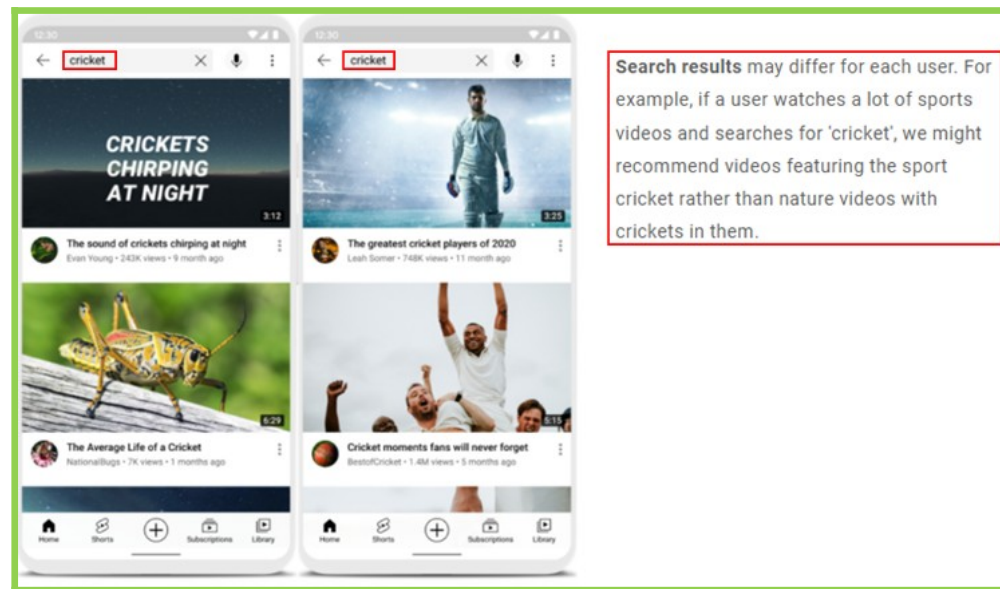 12:30
cricket
CRICKETS
CHIRPING
AT NIGHT
3:12
The sound of crickets chirping at night
Evan Young • 243K views • 9 month ago
6:29
The Average Life of a Cricket
NationalBugs • 7K views • 1 months ago
Home
Shorts
Subscriptions
Library
12:30
cricket
3:25
The greatest cricket players of 2020
Leah Somer • 748K views • 11 month ago
5:15
Cricket moments fans will never forget
BestofCricket • 1.4M views • 5 months ago
Home
Shorts
Subscriptions
Library
Search results may differ for each user. For
example, if a user watches a lot of sports
videos and searches for 'cricket', we might
recommend videos featuring the sport
cricket rather than nature videos with
crickets in them.